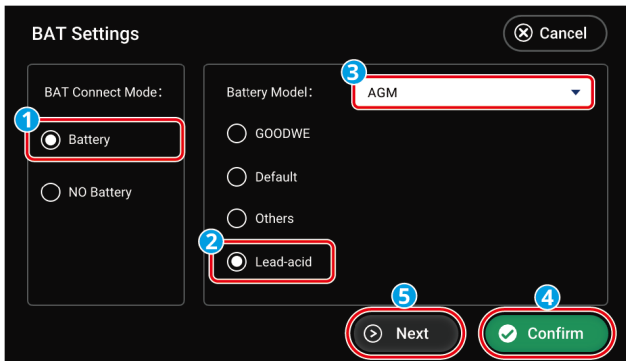 BAT Settings
Cancel
BAT Connect Mode:
1
Battery
NO Battery
Battery Model:
3
AGM
GOODWE
Default
Others
2
Lead-acid
5
Next
4
Confirm